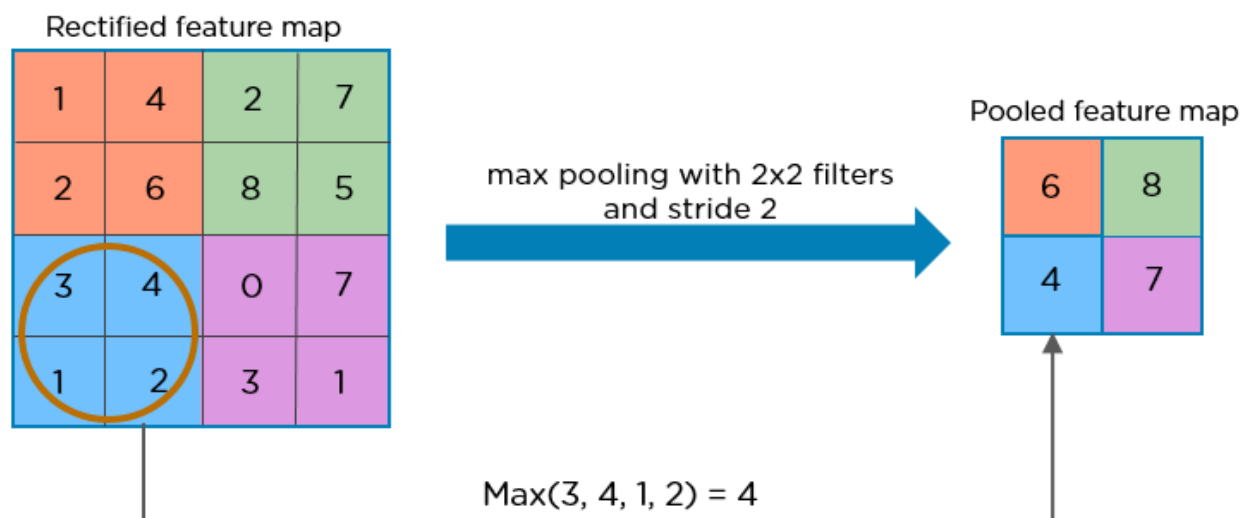 Rectified feature map
1 4 2 7
2 6 8 5
3 4 0 7
1 2 3 1
max pooling with 2x2 filters
and stride 2
Pooled feature map
6 8
4 7
Max(3, 4, 1, 2) = 4